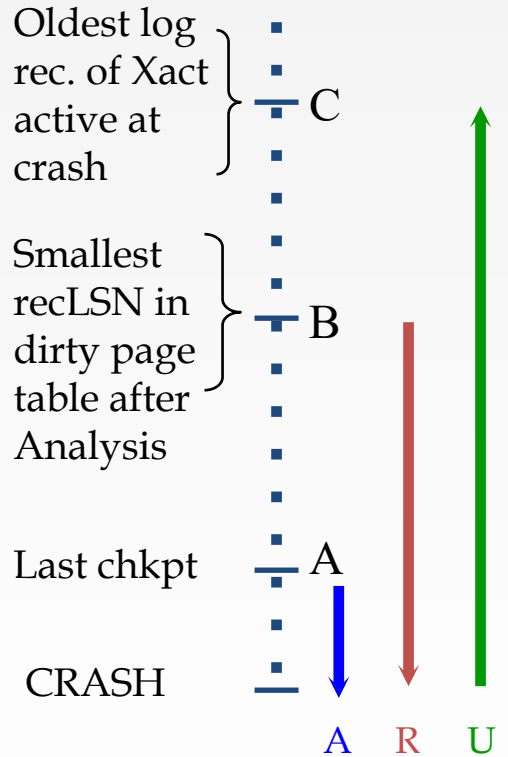 Oldest log
rec. of Xact
active at
crash
C
Smallest
recLSN in
dirty page
table after
Analysis
B
Last chkpt
A
CRASH
A R U